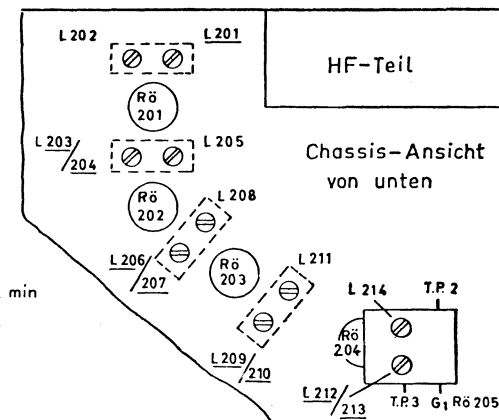 L 202
L 201
HF-Teil
Rö
201
L 203/204
L 205
Chassis-Ansicht
von unten
Rö
202
L 208
L 206/207
Rö
203
L 211
min
L 214
T.P. 2
Rö
204
L 209/210
L 212/213
T.P.3
G1
Rö 205